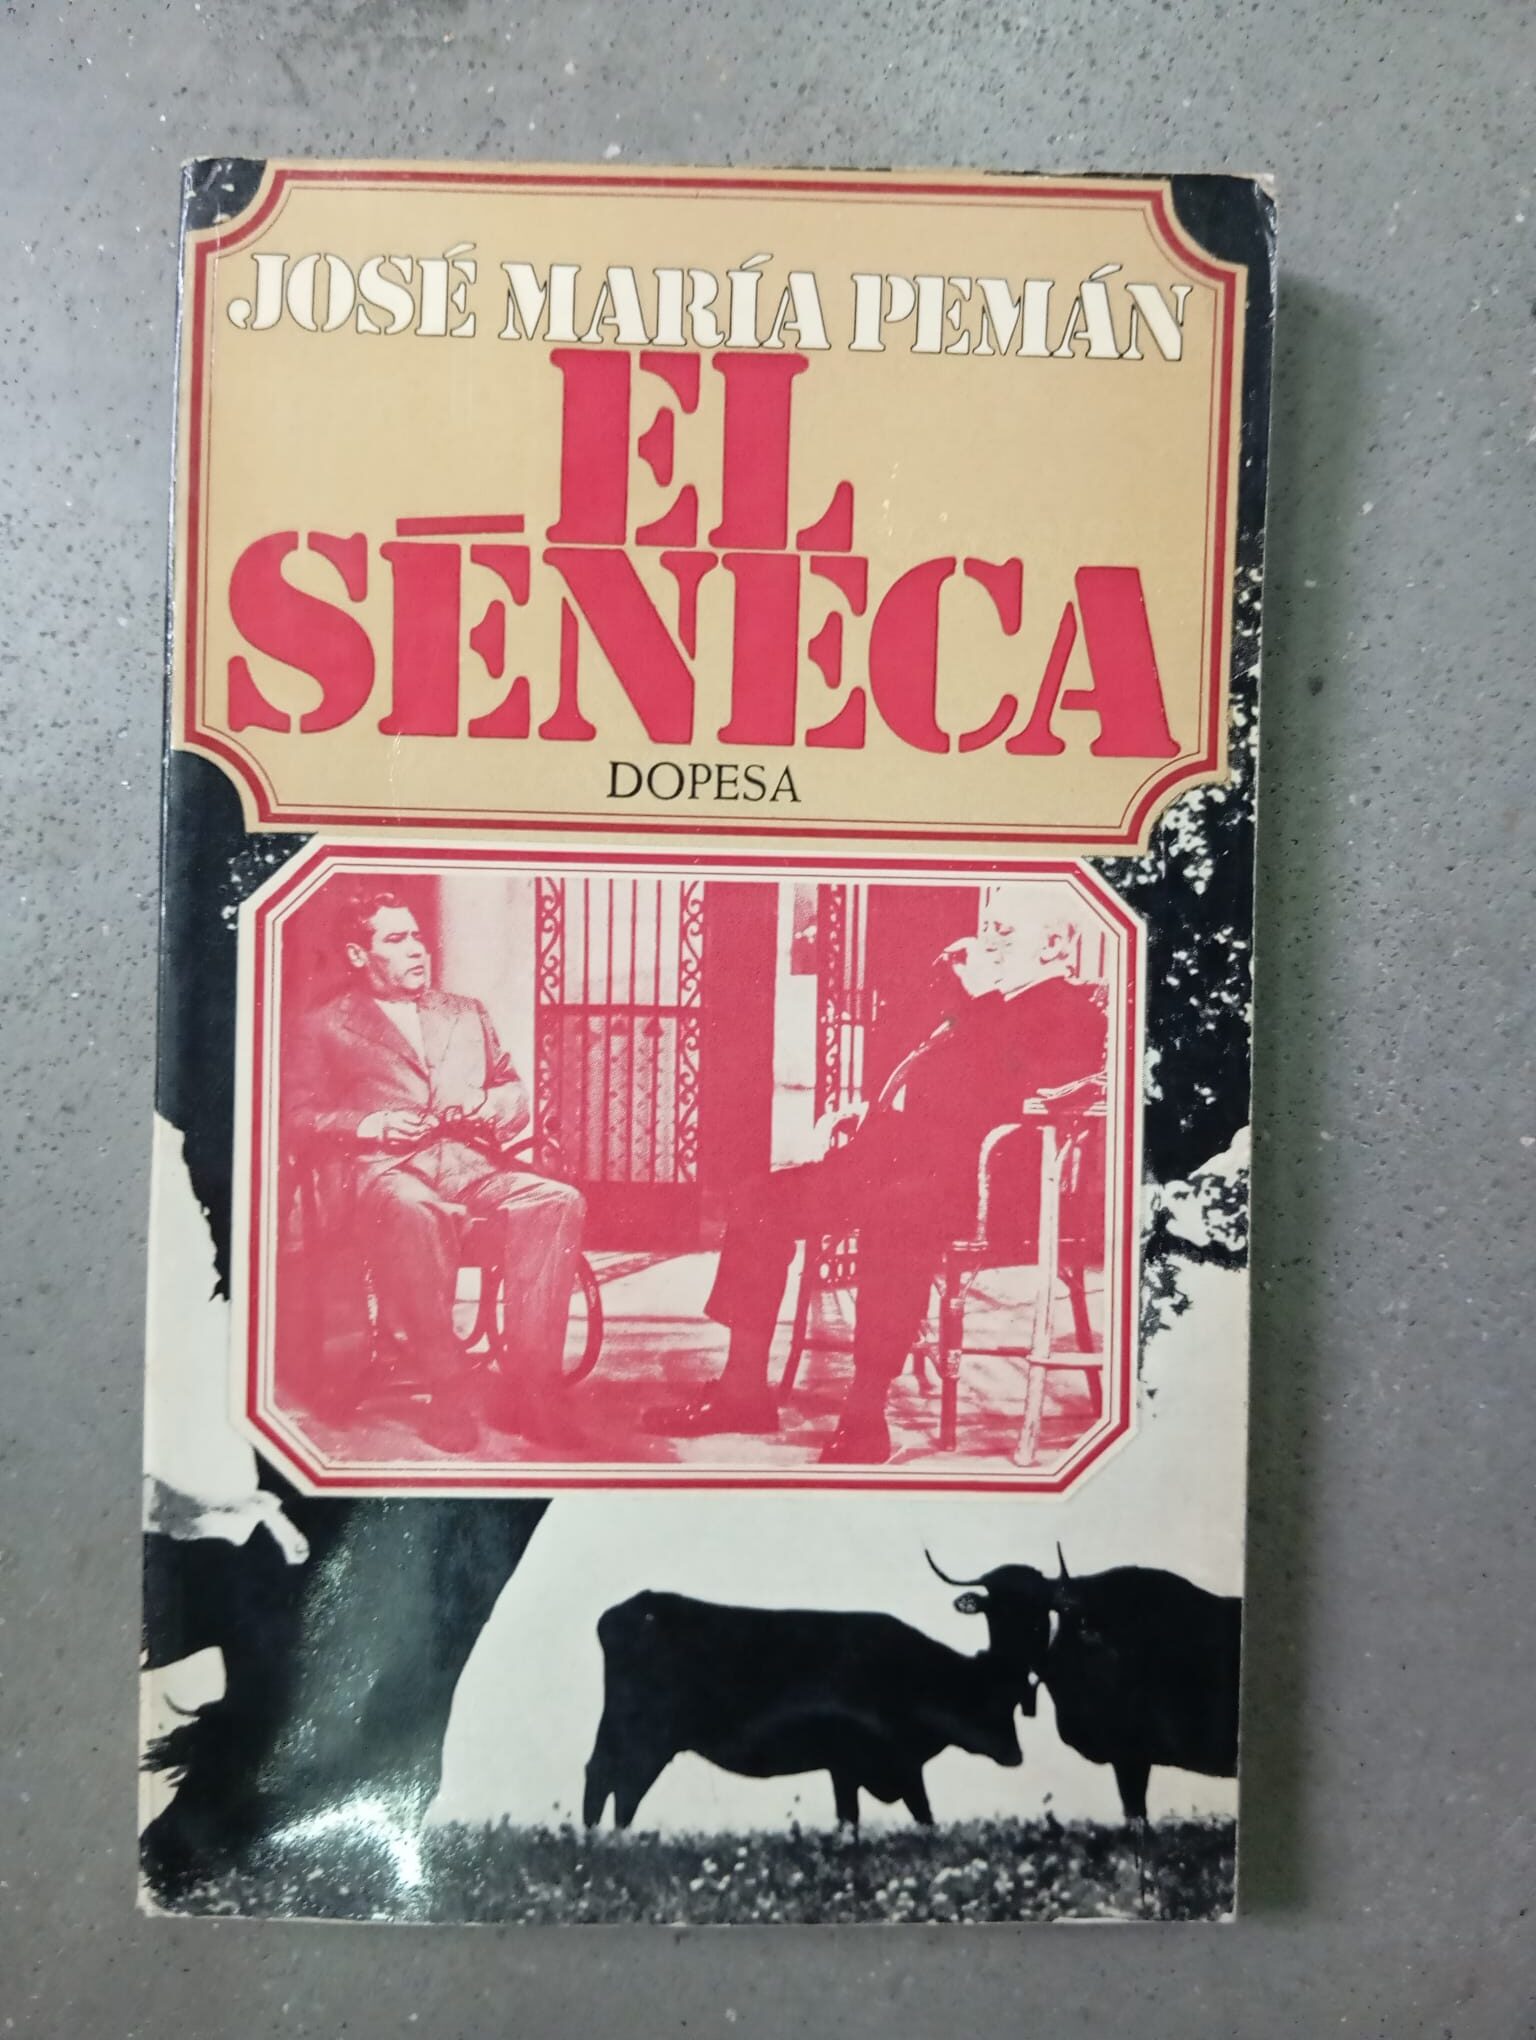 JOSÉ MARÍA PEMÁN
EL
SÉNECA
DOPESA